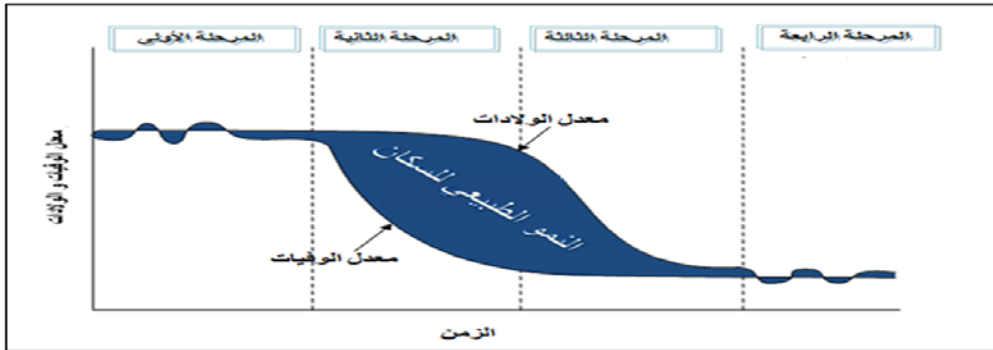 المرحلة الأولى
المرحلة الثانية
المرحلة الثالثة
المرحلة الرابعة
معدل الولادات
النمو الطبيعي للسكان
معدل الوفيات
معدل الوفيات و الولادات
الزمن